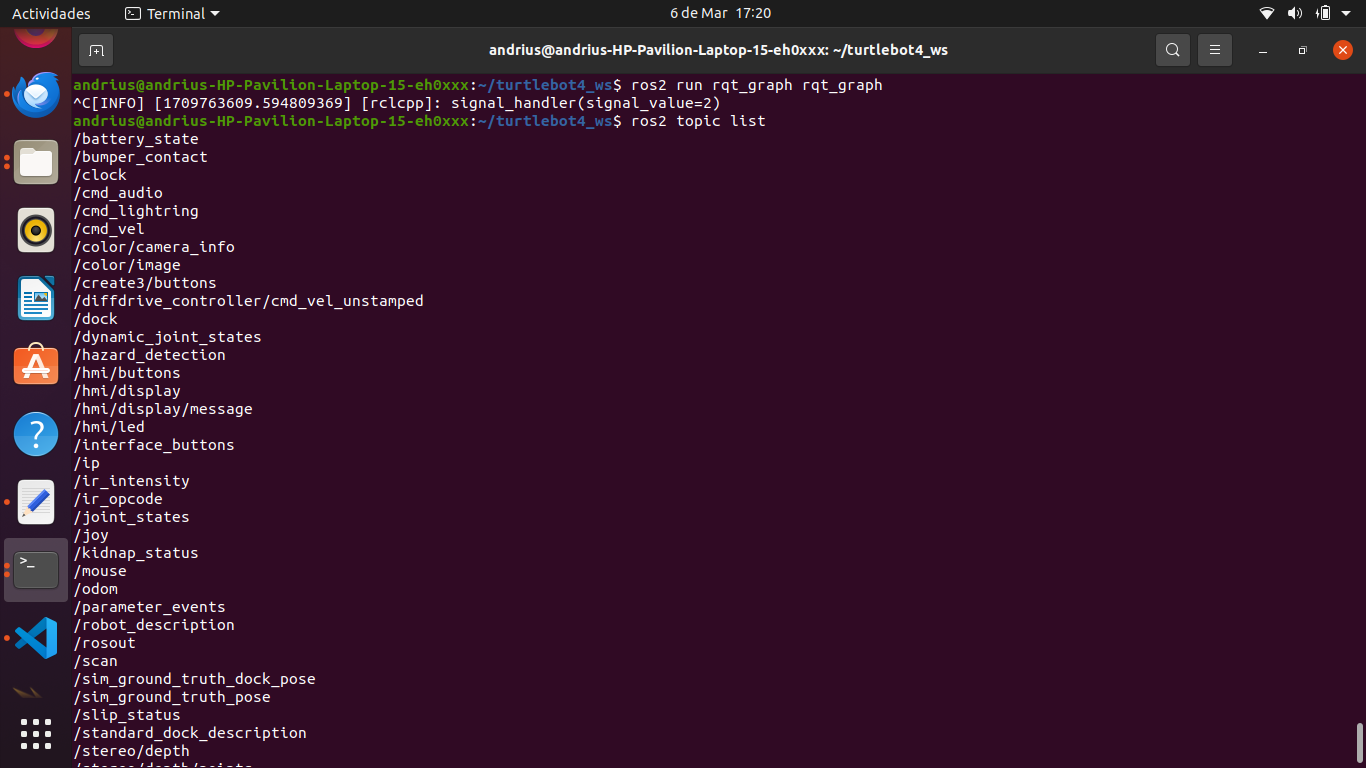 Actividades Terminal 6 de Mar 17:20
andrius@andrius-HP-Pavilion-Laptop-15-eh0xxx: ~/turtlebot4_ws
andrius@andrius-HP-Pavilion-Laptop-15-eh0xxx:~/turtlebot4_ws$ ros2 run rqt_graph rqt_graph
^C[INFO] [1709763609.594809369] [rclcpp]: signal_handler(signal_value=2)
andrius@andrius-HP-Pavilion-Laptop-15-eh0xxx:~/turtlebot4_ws$ ros2 topic list
/battery_state
/bumper_contact
/clock
/cmd_audio
/cmd_lightring
/cmd_vel
/color/camera_info
/color/image
/create3/buttons
/diffdrive_controller/cmd_vel_unstamped
/dock
/dynamic_joint_states
/hazard_detection
/hmi/buttons
/hmi/display
/hmi/display/message
/hmi/led
/interface_buttons
/ip
/ir_intensity
/ir_opcode
/joint_states
/joy
/kidnap_status
/mouse
/odom
/parameter_events
/robot_description
/rosout
/scan
/sim_ground_truth_dock_pose
/sim_ground_truth_pose
/slip_status
/standard_dock_description
/stereo/depth